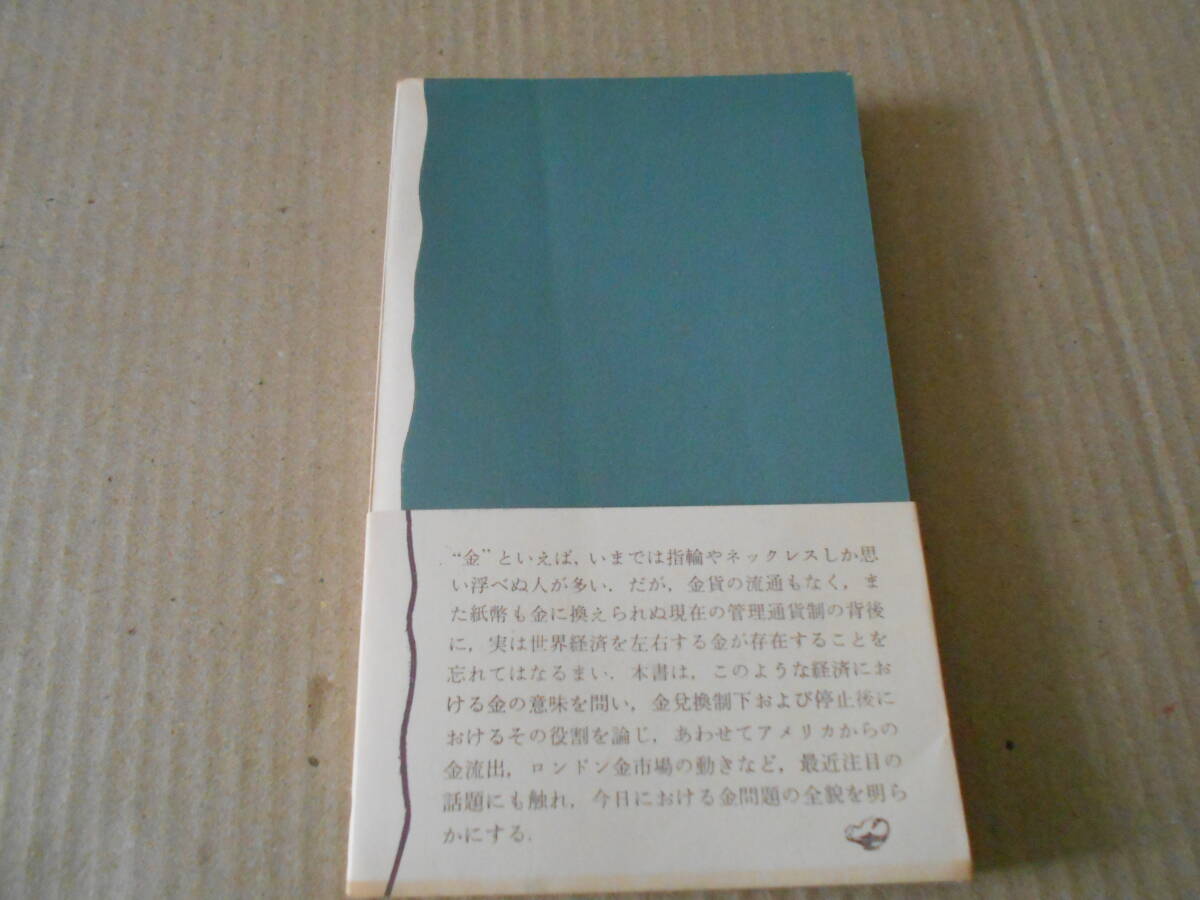 “金”といえば，いまでは指輪やネックレスしか思
い浮べぬ人が多い．だが，金貨の流通もなく，ま
た紙幣も金に換えられぬ現在の管理通貨制の背後
に，実は世界経済を左右する金が存在することを
忘れてはなるまい．本書は，このような経済にお
ける金の意味を問い，金兌換制下および停止後に
おけるその役割を論じ，あわせてアメリカからの
金流出，ロンドン金市場の動きなど，最近注目の
話題にも触れ，今日における金問題の全貌を明ら
かにする．